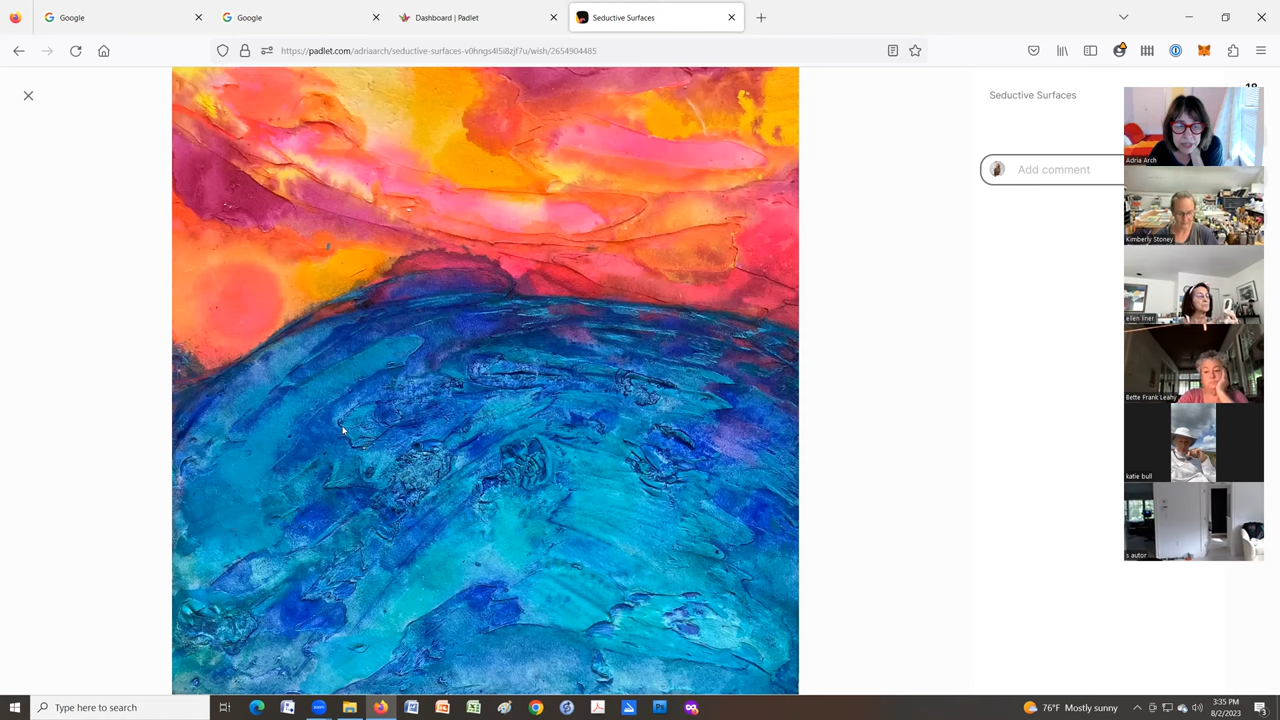 Google
Google
Dashboard | Padlet
Seductive Surfaces
https://padlet.com/adriaarch/seductive-surfaces-v0hngs4l5i8zjf7u/wish/2654904485
Seductive Surfaces
Add comment
Adria Arch
Kimberly Stoney
ellen liner
Bette Frank Leahy
katie bull
s autor
Type here to search
76°F Mostly sunny
3:35 PM
8/2/2023
3